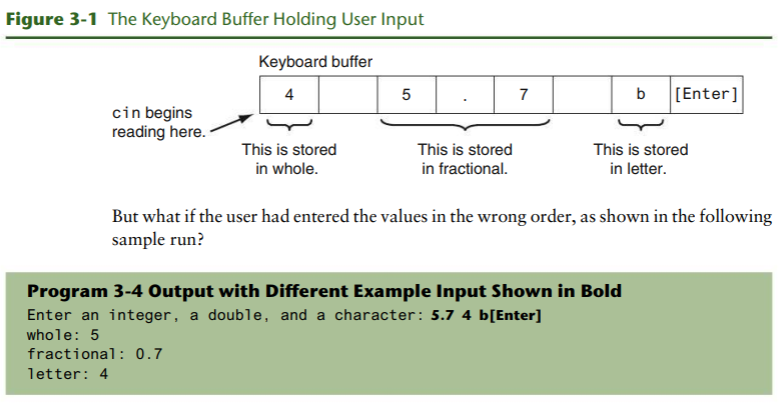 Figure 3-1 The Keyboard Buffer Holding User Input
Keyboard buffer
4 5 . 7 b [Enter]
cin begins
reading here.
This is stored
in whole.
This is stored
in fractional.
This is stored
in letter.
But what if the user had entered the values in the wrong order, as shown in the following
sample run?
Program 3-4 Output with Different Example Input Shown in Bold
Enter an integer, a double, and a character: 5.7 4 b[Enter]
whole: 5
fractional: 0.7
letter: 4